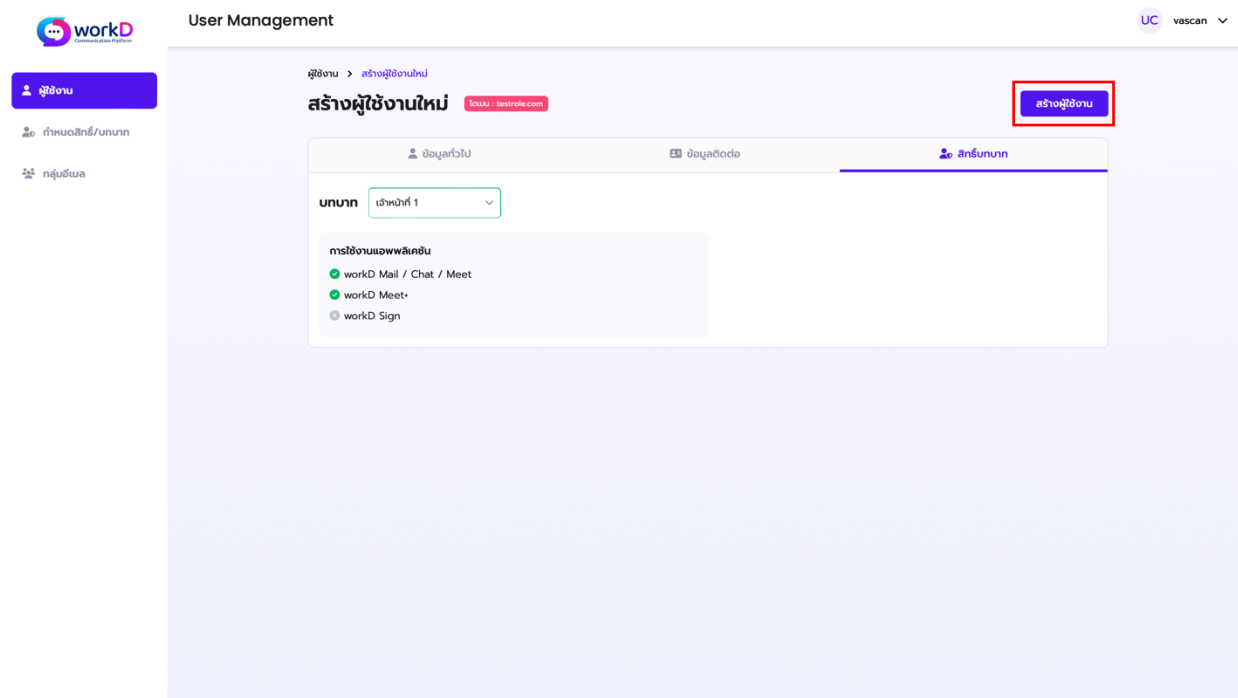 workD
Communication Platform
User Management
UC vascan
ผู้ใช้งาน
กำหนดสิทธิ์/บทบาท
กลุ่มอีเมล
ผู้ใช้งาน > สร้างผู้ใช้งานใหม่
สร้างผู้ใช้งานใหม่ โดเมน : testrole.com
สร้างผู้ใช้งาน
ข้อมูลทั่วไป ข้อมูลติดต่อ สิทธิ์บทบาท
บทบาท เจ้าหน้าที่ 1
การใช้งานแอพพลิเคชัน
workD Mail / Chat / Meet
workD Meet+
workD Sign